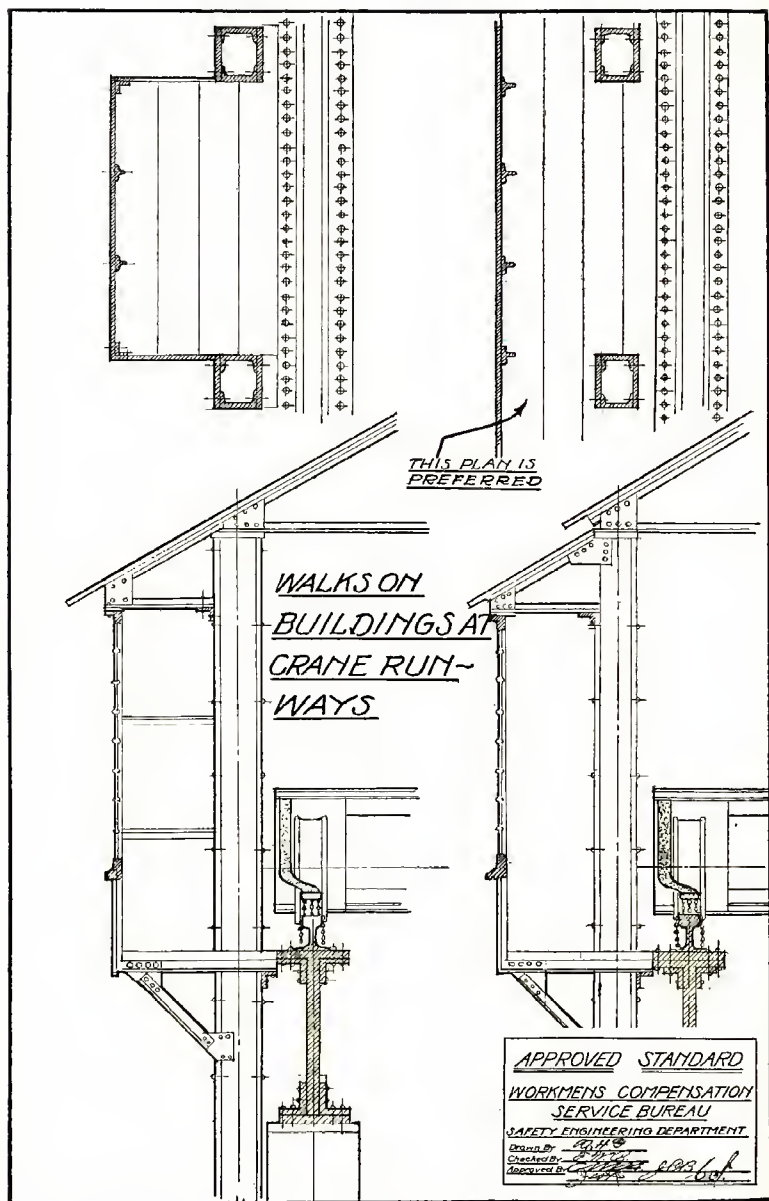 THIS PLAN IS
PREFERRED
WALKS ON
BUILDINGS AT
CRANE RUN~
WAYS
APPROVED STANDARD
WORKMENS COMPENSATION
SERVICE BUREAU
SAFETY ENGINEERING DEPARTMENT
Drawn By
Checked By
Approved By